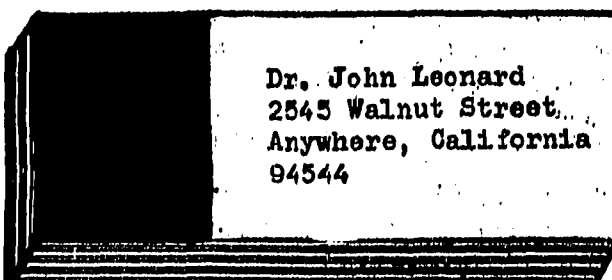 Dr. John Leonard
2545 Walnut Street
Anywhere, California
94544